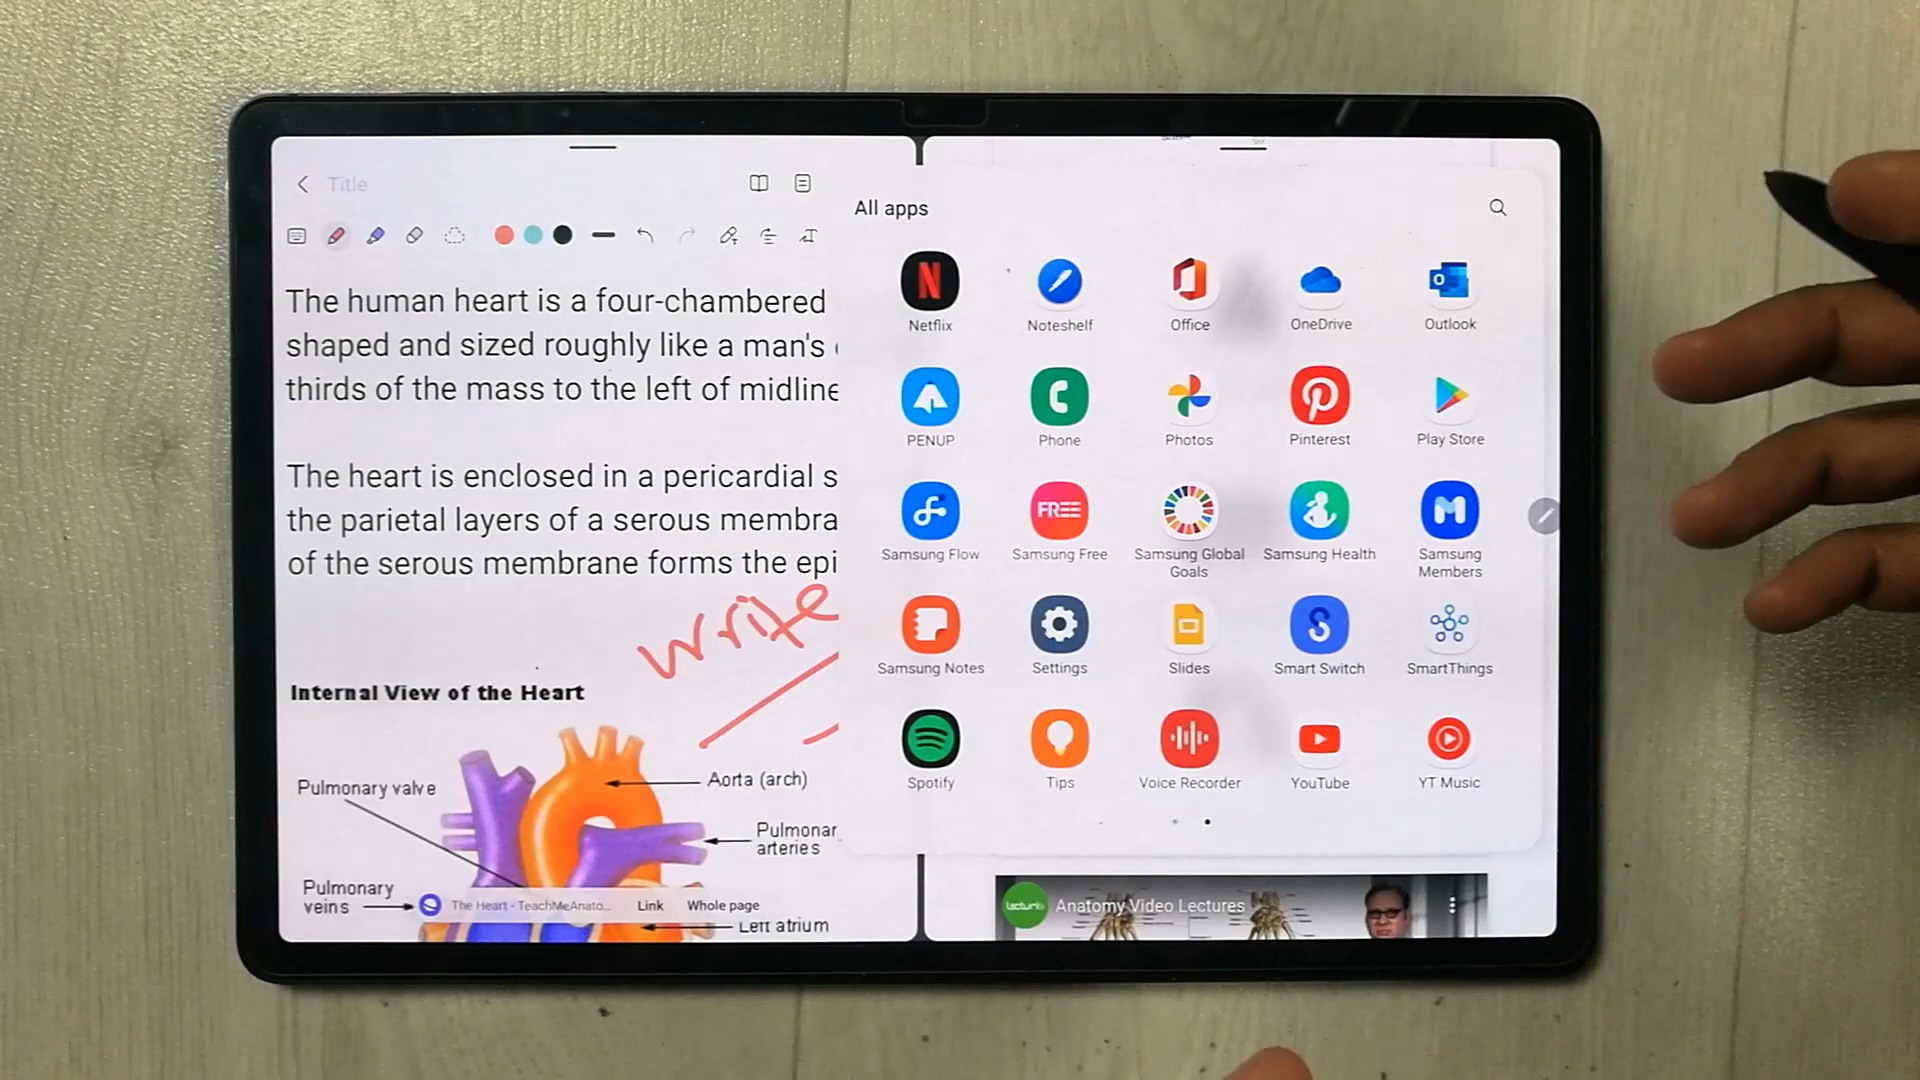 Title
The human heart is a four-chambered
shaped and sized roughly like a man's
thirds of the mass to the left of midline
The heart is enclosed in a pericardial s
the parietal layers of a serous membra
of the serous membrane forms the epi
write
Internal View of the Heart
Pulmonary valve
Aorta (arch)
Pulmonar
arteries
Pulmonary
veins
The Heart - TeachMeAnato...
Link
Whole page
Left atrium
All apps
N
Netflix
Noteshelf
Office
O
OneDrive
Outlook
PENUP
Phone
Photos
Pinterest
Play Store
Samsung Flow
FREE
Samsung Free
Samsung Global
Goals
Samsung Health
Samsung
Members
Samsung Notes
Settings
Slides
Smart Switch
SmartThings
Spotify
Tips
Voice Recorder
YouTube
YT Music
lecturio
Anatomy Video Lectures